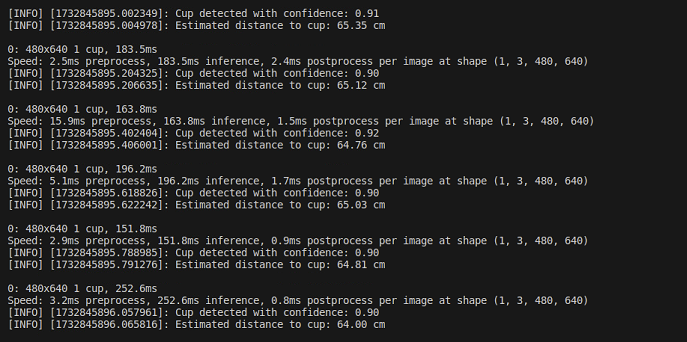 [INFO] [1732845895.002349]: Cup detected with confidence: 0.91
[INFO] [1732845895.004978]: Estimated distance to cup: 65.35 cm
0: 480x640 1 cup, 183.5ms
Speed: 2.5ms preprocess, 183.5ms inference, 2.4ms postprocess per image at shape (1, 3, 480, 640)
[INFO] [1732845895.204325]: Cup detected with confidence: 0.90
[INFO] [1732845895.206635]: Estimated distance to cup: 65.12 cm
0: 480x640 1 cup, 163.8ms
Speed: 15.9ms preprocess, 163.8ms inference, 1.5ms postprocess per image at shape (1, 3, 480, 640)
[INFO] [1732845895.402404]: Cup detected with confidence: 0.92
[INFO] [1732845895.406001]: Estimated distance to cup: 64.76 cm
0: 480x640 1 cup, 196.2ms
Speed: 5.1ms preprocess, 196.2ms inference, 1.7ms postprocess per image at shape (1, 3, 480, 640)
[INFO] [1732845895.618826]: Cup detected with confidence: 0.90
[INFO] [1732845895.622242]: Estimated distance to cup: 65.03 cm
0: 480x640 1 cup, 151.8ms
Speed: 2.9ms preprocess, 151.8ms inference, 0.9ms postprocess per image at shape (1, 3, 480, 640)
[INFO] [1732845895.788985]: Cup detected with confidence: 0.90
[INFO] [1732845895.791276]: Estimated distance to cup: 64.81 cm
0: 480x640 1 cup, 252.6ms
Speed: 3.2ms preprocess, 252.6ms inference, 0.8ms postprocess per image at shape (1, 3, 480, 640)
[INFO] [1732845896.057961]: Cup detected with confidence: 0.90
[INFO] [1732845896.065816]: Estimated distance to cup: 64.00 cm